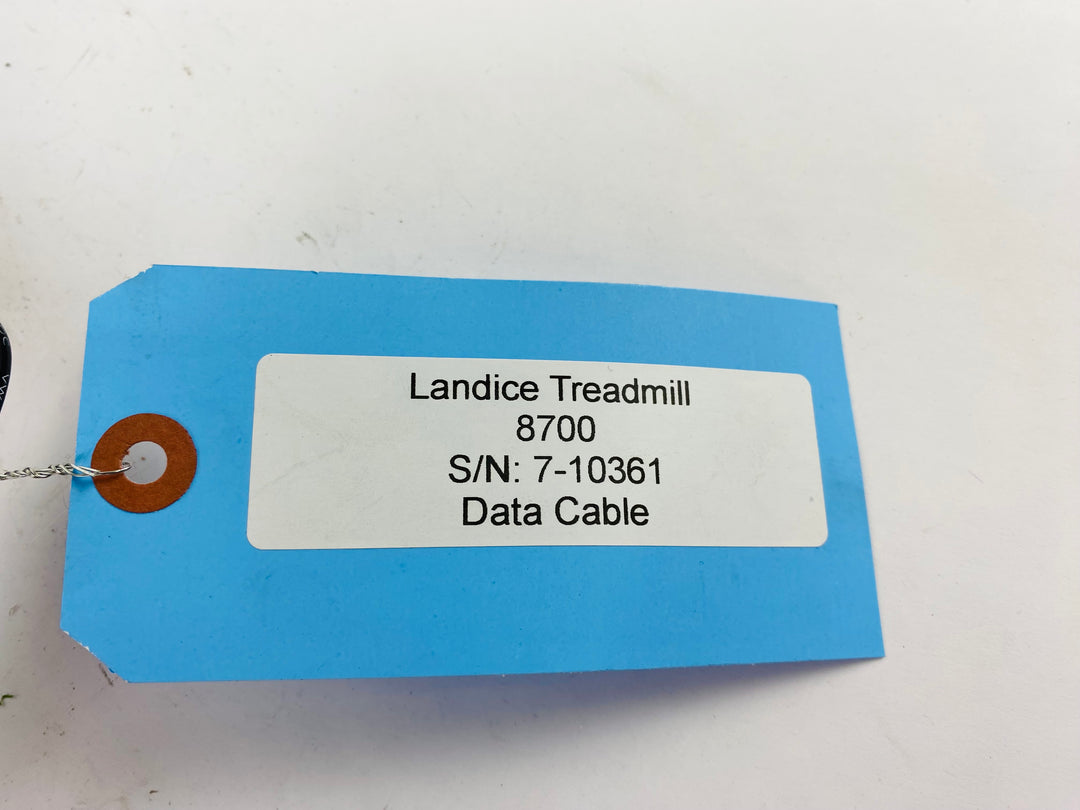 Landice Treadmill
8700
S/N: 7-10361
Data Cable